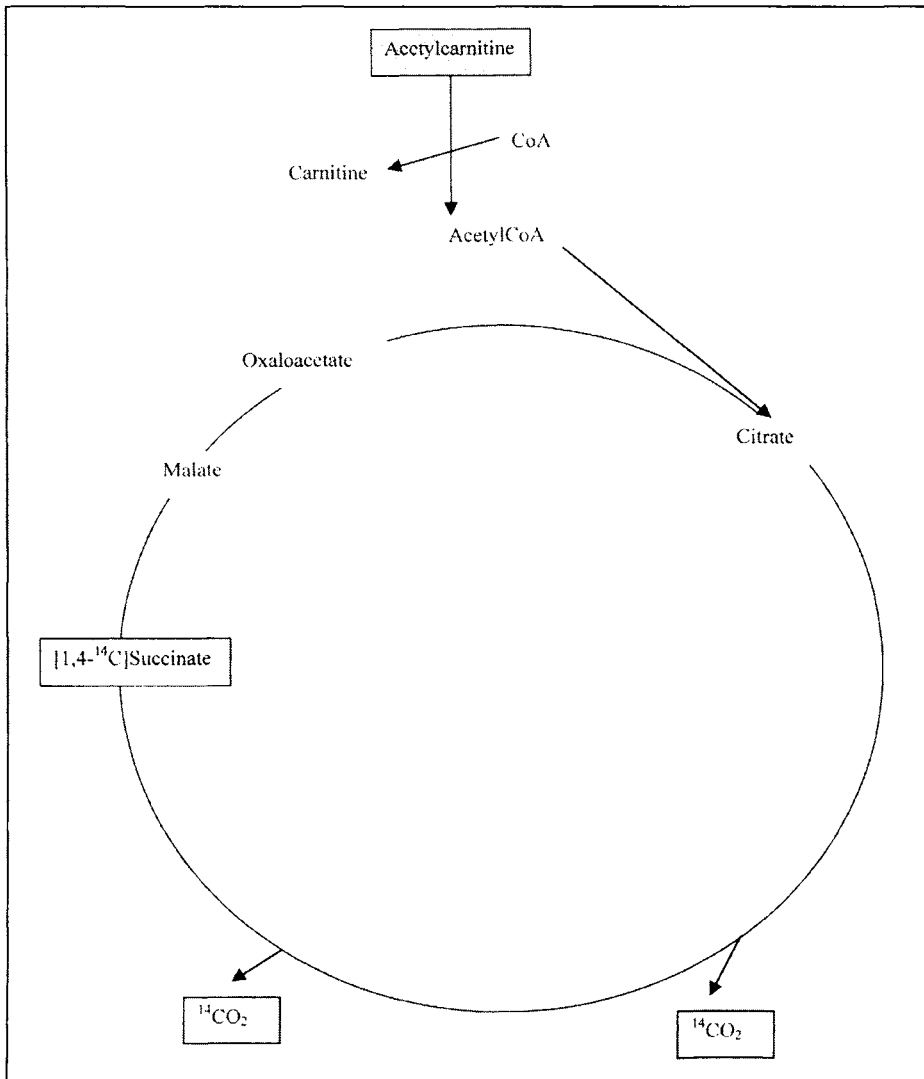 Acetylcarnitine
CoA
Carnitine
AcetylCoA
Oxaloacetate
Citrate
Malate
[1,4-¹⁴C]Succinate
¹⁴CO₂
¹⁴CO₂